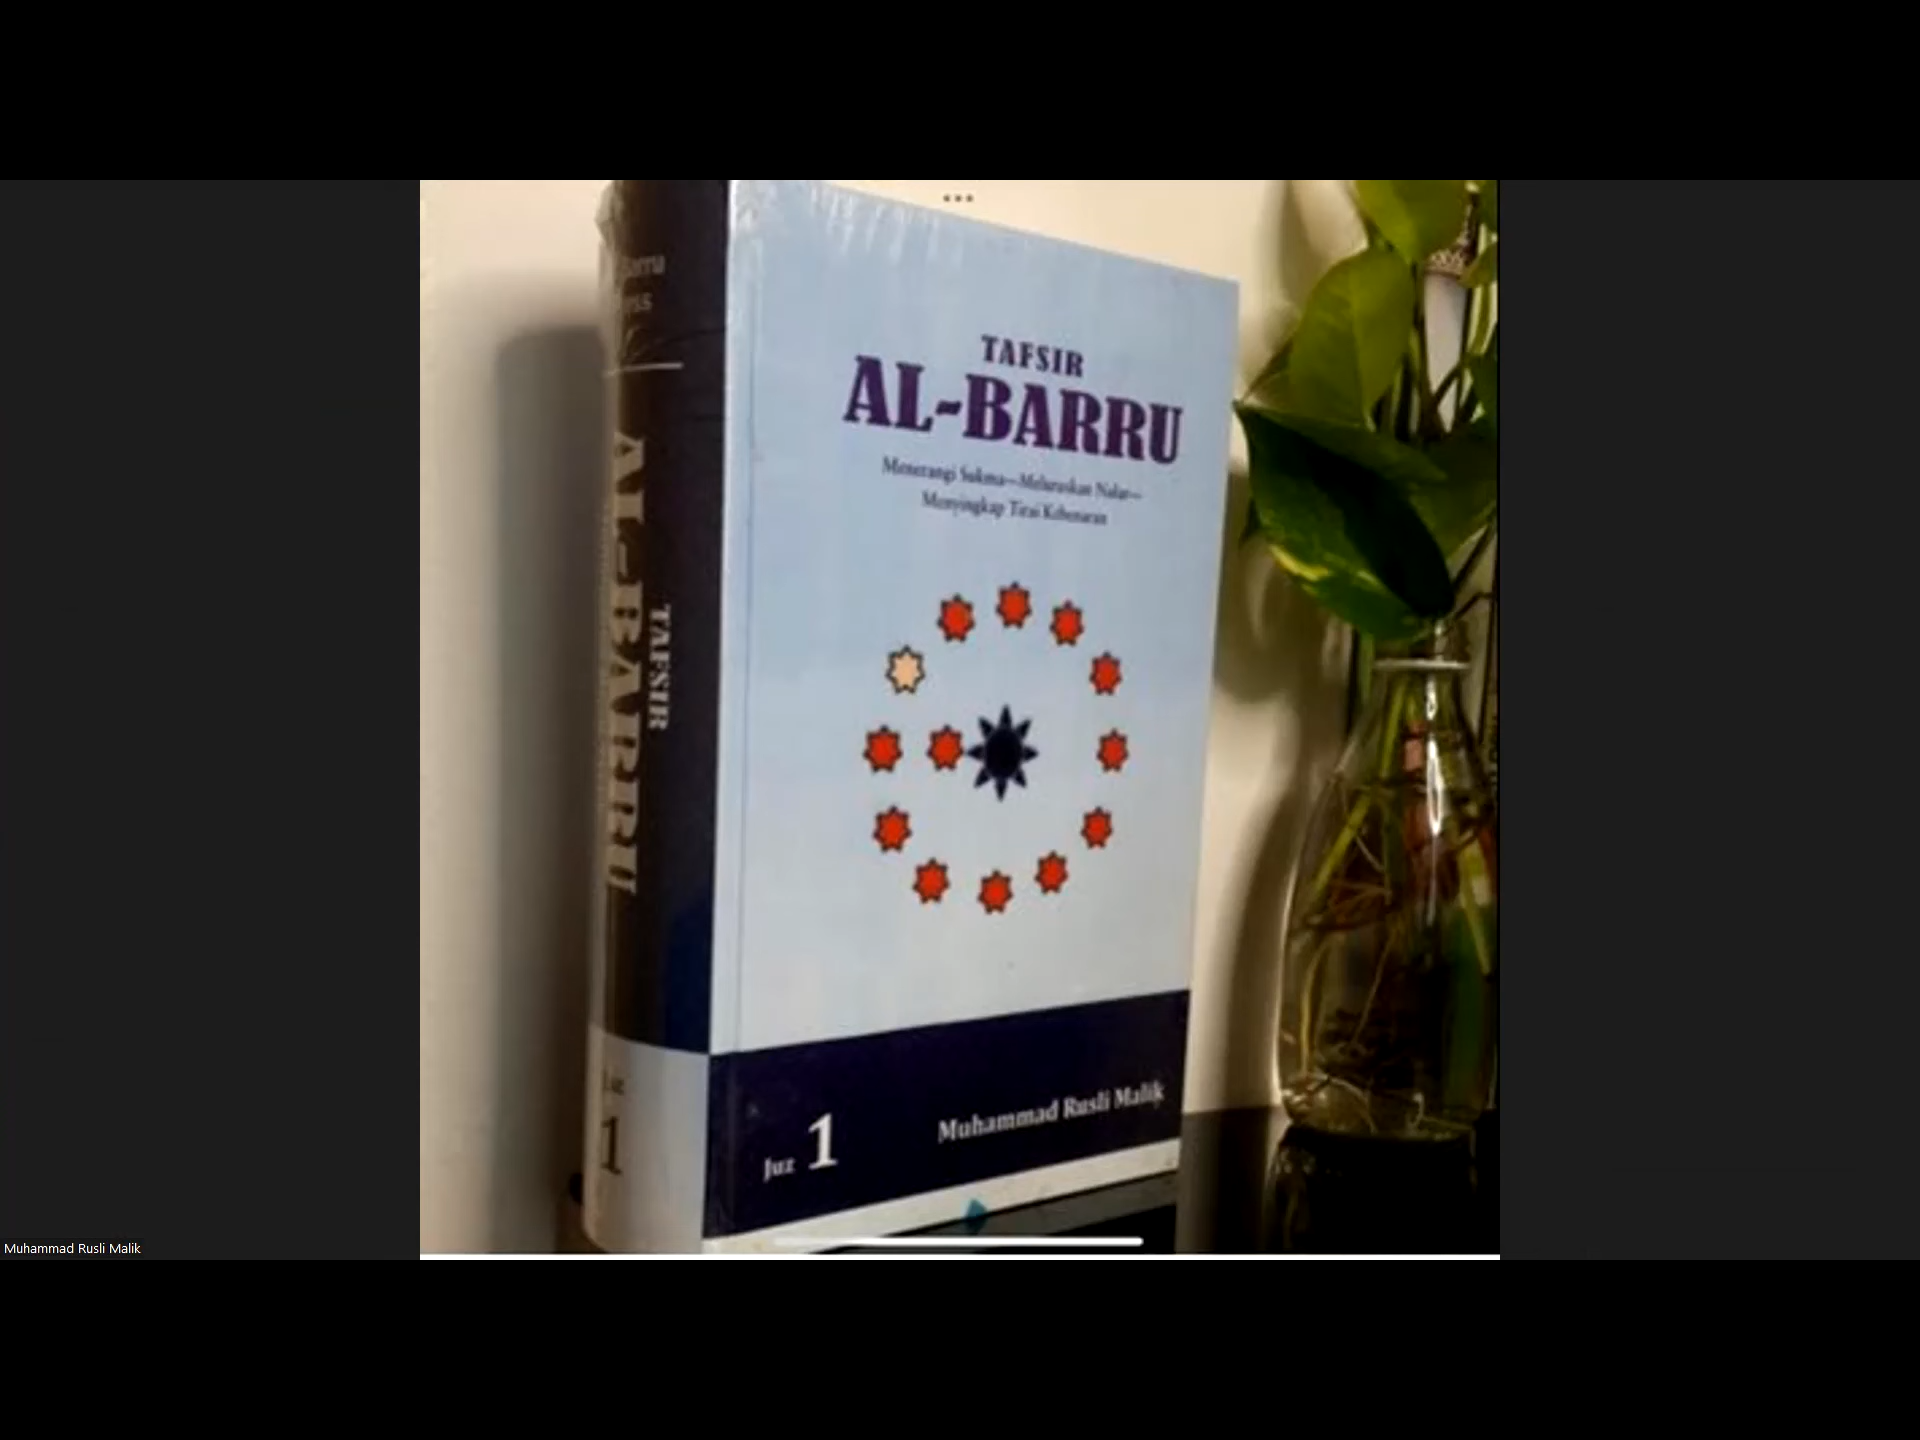 TAFSIR
AL-BARRU
Menerangi Sukma—Meluruskan Nalar—
Menyingkap Tirai Kebenaran
Juz 1
Muhammad Rusli Malik
TAFSIR
AL-BARRU
Juz
1
Muhammad Rusli Malik